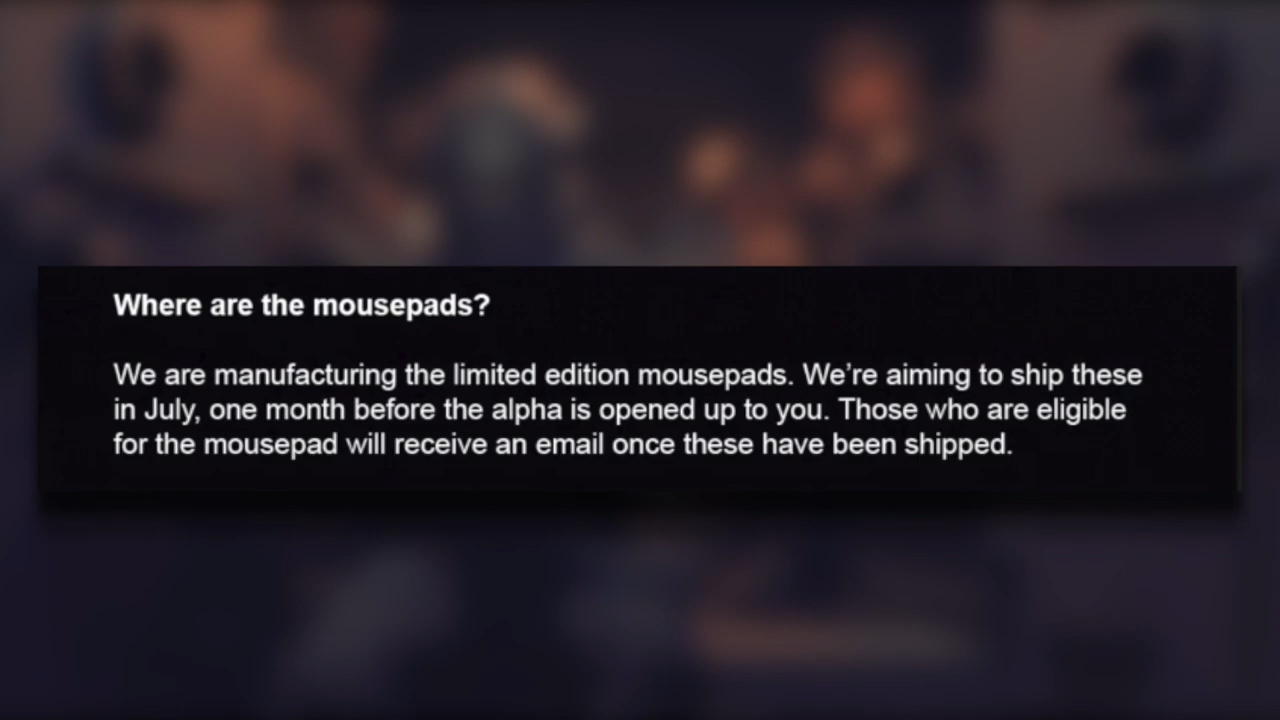 Where are the mousepads?
We are manufacturing the limited edition mousepads. We’re aiming to ship these
in July, one month before the alpha is opened up to you. Those who are eligible
for the mousepad will receive an email once these have been shipped.